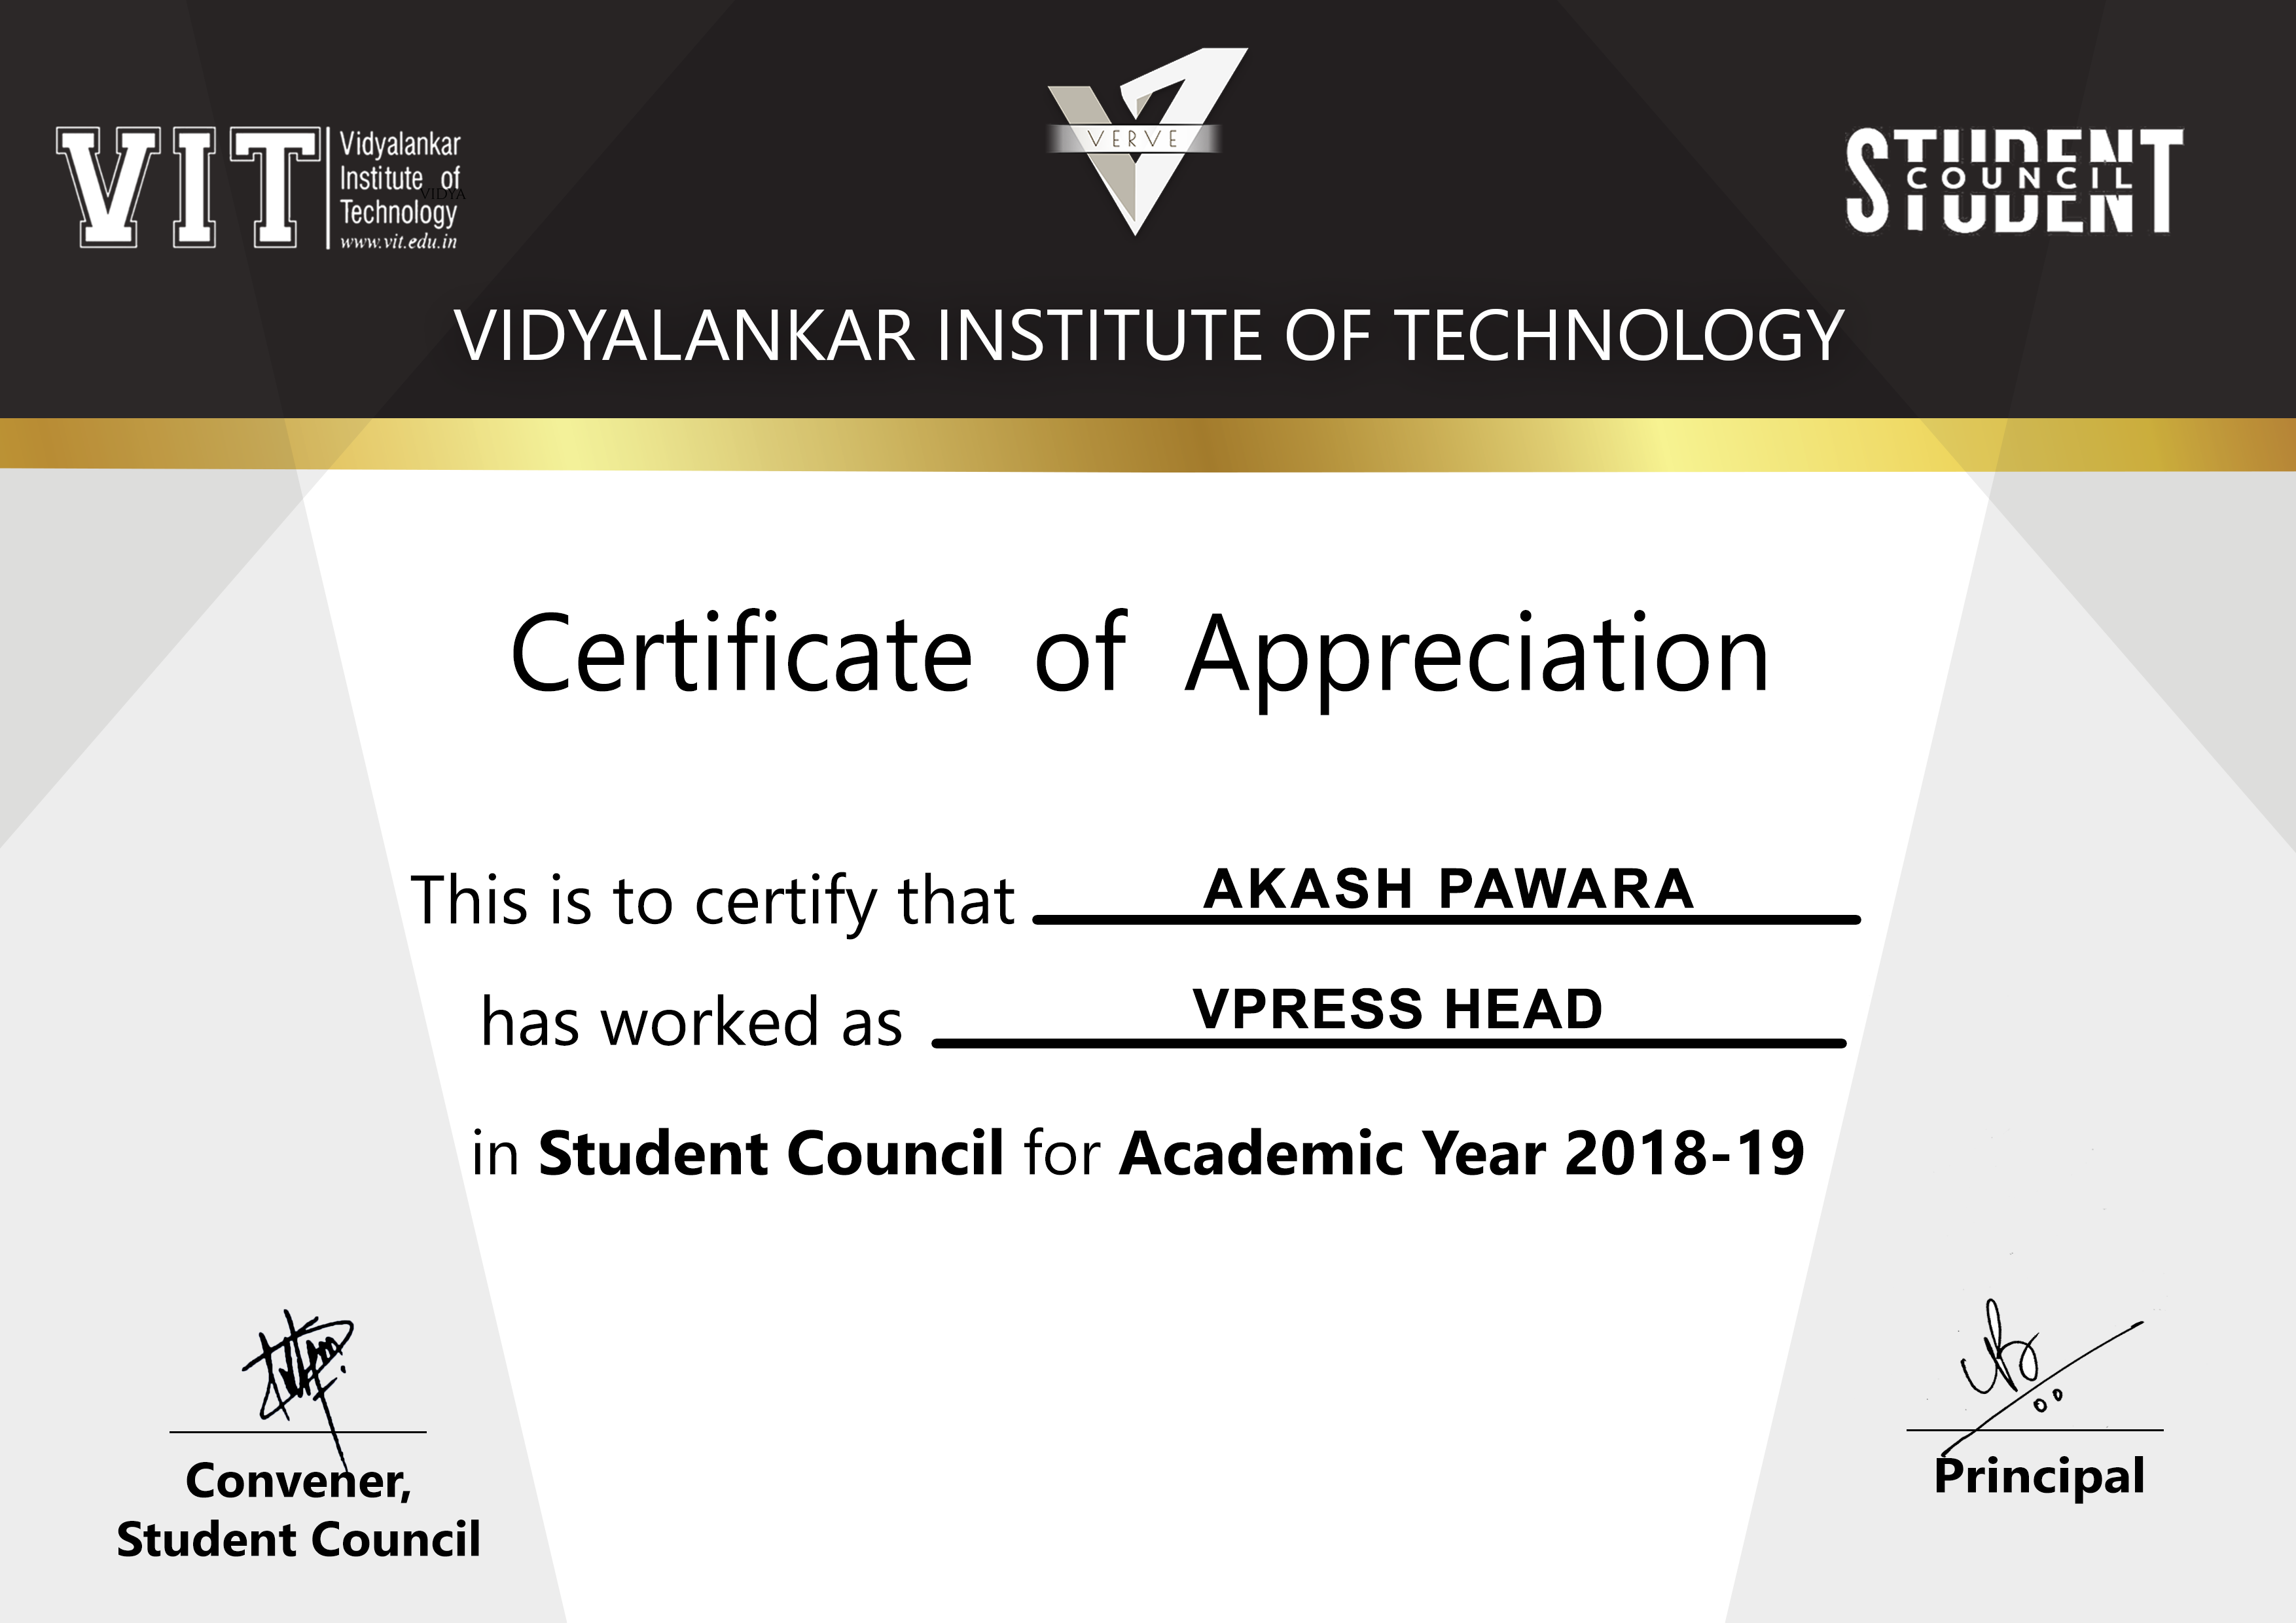 VIT
Vidyalankar
Institute of
VIDYA
Technology
www.vit.edu.in
VERVE
STUDENT
COUNCIL
STUDENT
VIDYALANKAR INSTITUTE OF TECHNOLOGY
Certificate of Appreciation
This is to certify that AKASH PAWARA
has worked as VPRESS HEAD
in Student Council for Academic Year 2018-19
Convener,
Student Council
Principal